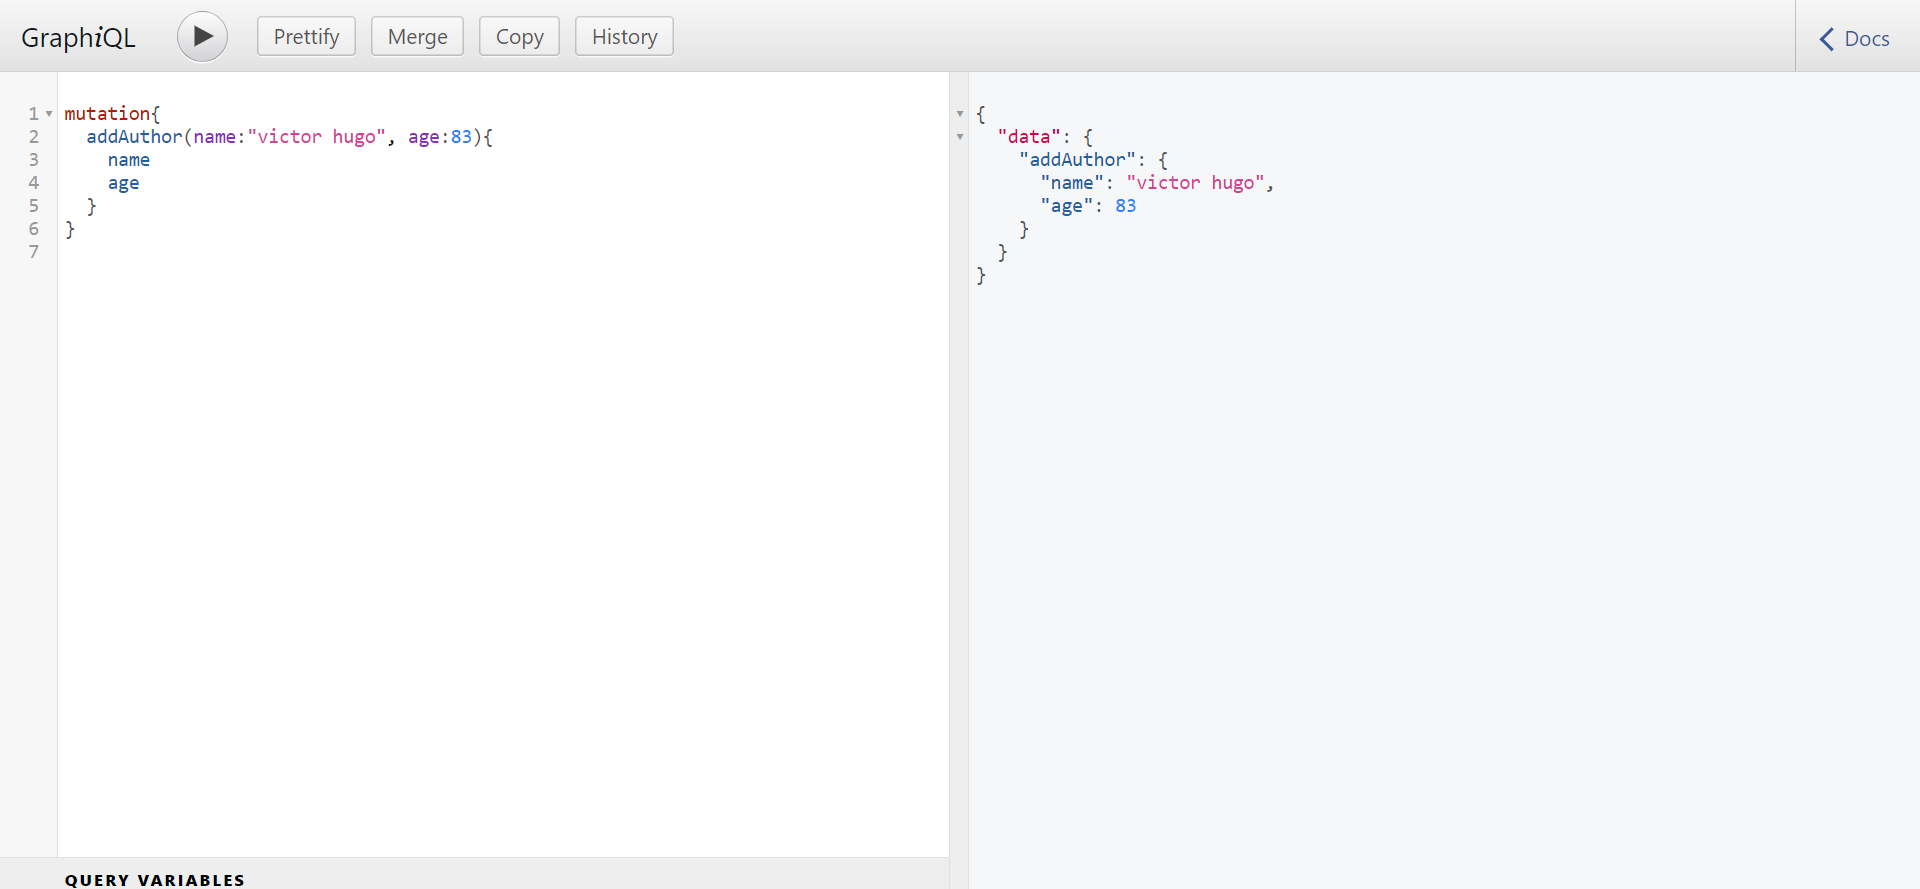 GraphiQL Prettify Merge Copy History Docs
1 mutation{
2   addAuthor(name:"victor hugo", age:83){
3     name
4     age
5   }
6 }
7
{
  "data": {
    "addAuthor": {
      "name": "victor hugo",
      "age": 83
    }
  }
}
QUERY VARIABLES